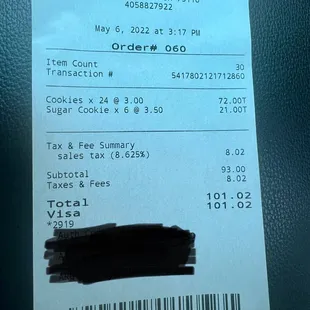 4058827922
May 6, 2022 at 3:17 PM
Order# 060
Item Count 30
Transaction # 5417802121712860
Cookies x 24 @ 3.00 72.00T
Sugar Cookie x 6 @ 3.50 21.00T
Tax & Fee Summary
sales tax (8.625%) 8.02
Subtotal 93.00
Taxes & Fees 8.02
Total 101.02
Visa 101.02
*2919